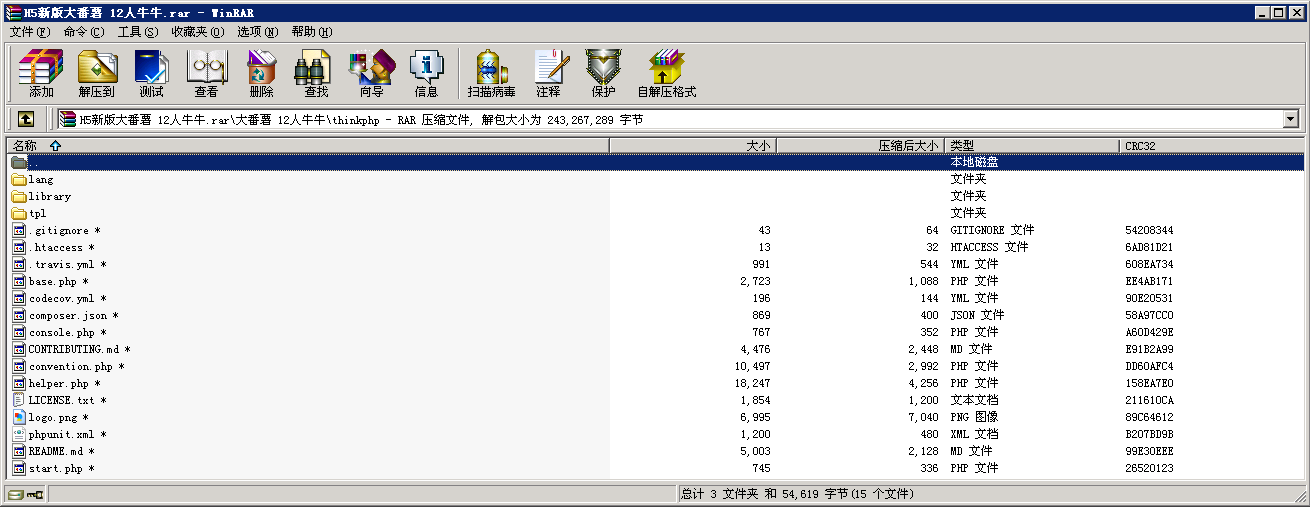 H5新版大番薯 12人牛牛.rar - WinRAR
文件(F) 命令(C) 工具(S) 收藏夹(O) 选项(N) 帮助(H)
添加 解压到 测试 查看 删除 查找 向导 信息 扫描病毒 注释 保护 自解压格式
H5新版大番薯 12人牛牛.rar\大番薯 12人牛牛\thinkphp - RAR 压缩文件, 解包大小为 243,267,289 字节
名称 大小 压缩后大小 类型 CRC32
.. 本地磁盘
lang 文件夹
library 文件夹
tpl 文件夹
.gitignore * 43 64 GITIGNORE 文件 54208344
.htaccess * 13 32 HTACCESS 文件 6AD81D21
.travis.yml * 991 544 YML 文件 608EA734
base.php * 2,723 1,088 PHP 文件 EE4AB171
codecov.yml * 196 144 YML 文件 90E20531
composer.json * 869 400 JSON 文件 58A97CC0
console.php * 767 352 PHP 文件 A60D429E
CONTRIBUTING.md * 4,476 2,448 MD 文件 E91B2A99
convention.php * 10,497 2,992 PHP 文件 DD60AFC4
helper.php * 18,247 4,256 PHP 文件 158EA7E0
LICENSE.txt * 1,854 1,200 文本文档 211610CA
logo.png * 6,995 7,040 PNG 图像 89C64612
phpunit.xml * 1,200 480 XML 文档 B207BD9B
README.md * 5,003 2,128 MD 文件 99E30EEE
start.php * 745 336 PHP 文件 26520123
总计 3 文件夹 和 54,619 字节(15 个文件)